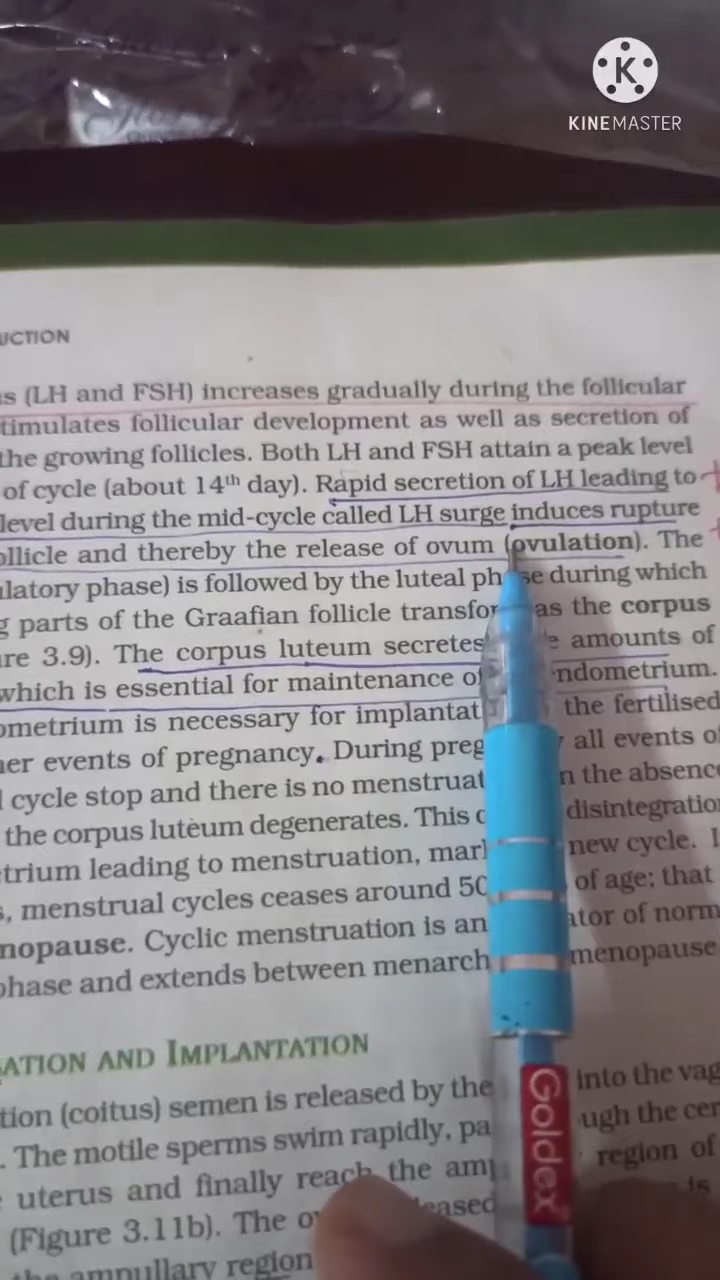 KINEMASTER
UCTION
s (LH and FSH) increases gradually during the follicular
timulates follicular development as well as secretion of
the growing follicles. Both LH and FSH attain a peak level
of cycle (about 14th day). Rapid secretion of LH leading to
level during the mid-cycle called LH surge induces rupture
ollicle and thereby the release of ovum (ovulation). The
latory phase) is followed by the luteal ph se during which
g parts of the Graafian follicle transfor as the corpus
re 3.9). The corpus luteum secretes e amounts of
which is essential for maintenance o ndometrium.
ometrium is necessary for implantat the fertilised
er events of pregnancy. During preg y all events of
l cycle stop and there is no menstruat n the absence
the corpus luteum degenerates. This c disintegratio
trium leading to menstruation, mar new cycle. I
s, menstrual cycles ceases around 50 of age; that
nopause. Cyclic menstruation is an ator of norm
phase and extends between menarch menopause
ATION AND IMPLANTATION
tion (coitus) semen is released by the into the vag
. The motile sperms swim rapidly, pa ugh the cer
uterus and finally reach the am region of
(Figure 3.11b). The o eased is
the ampullary region
Goldex